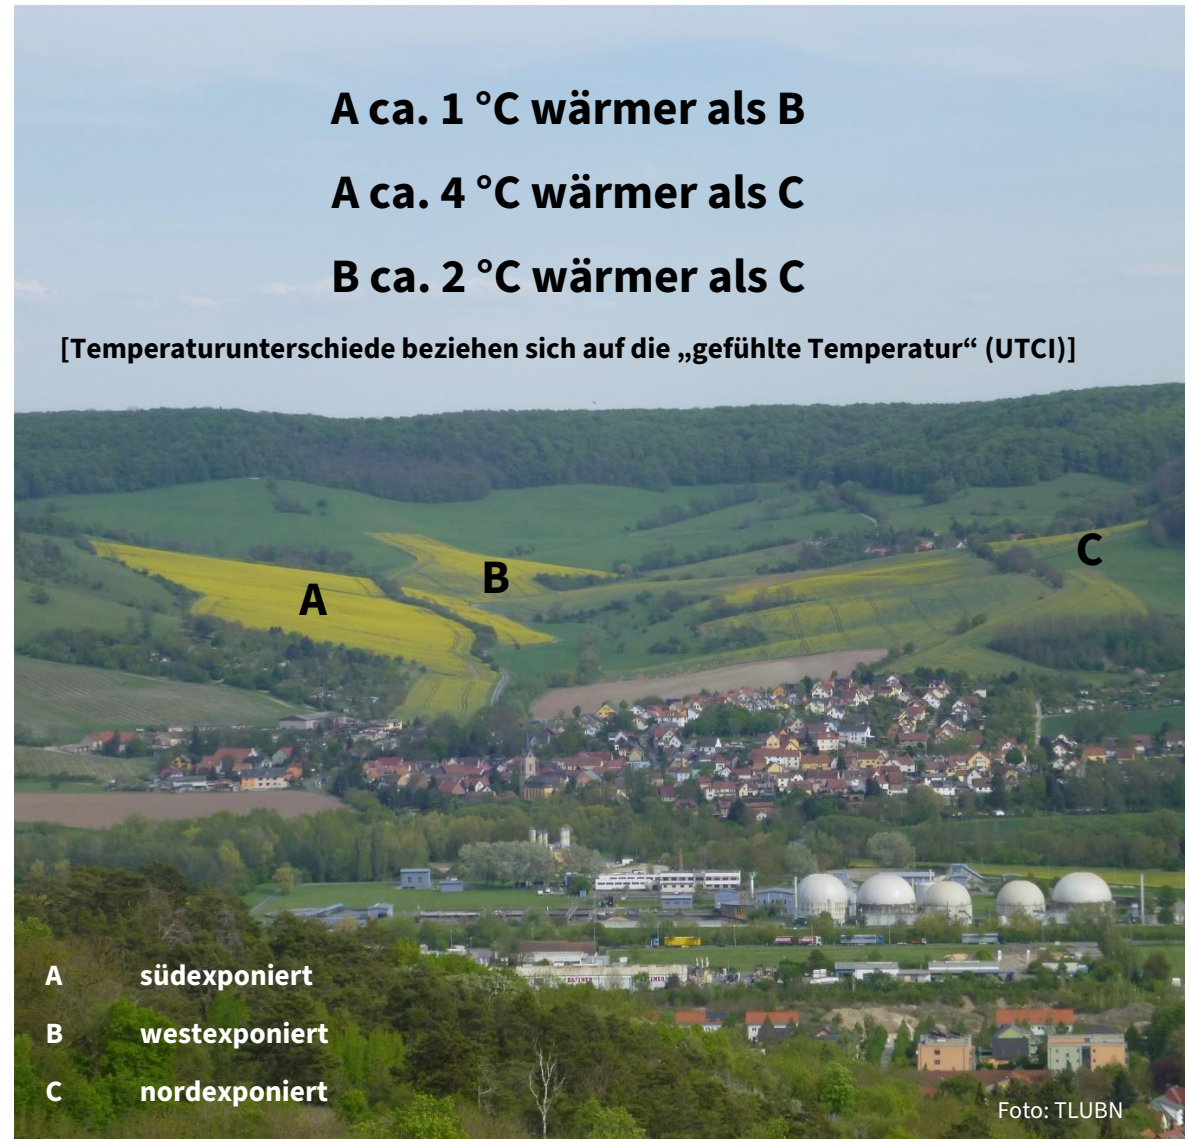 A ca. 1 °C wärmer als B
A ca. 4 °C wärmer als C
B ca. 2 °C wärmer als C
[Temperaturunterschiede beziehen sich auf die „gefühlte Temperatur“ (UTCI)]
C
B
A
A südexponiert
B westexponiert
C nordexponiert
Foto: TLUBN